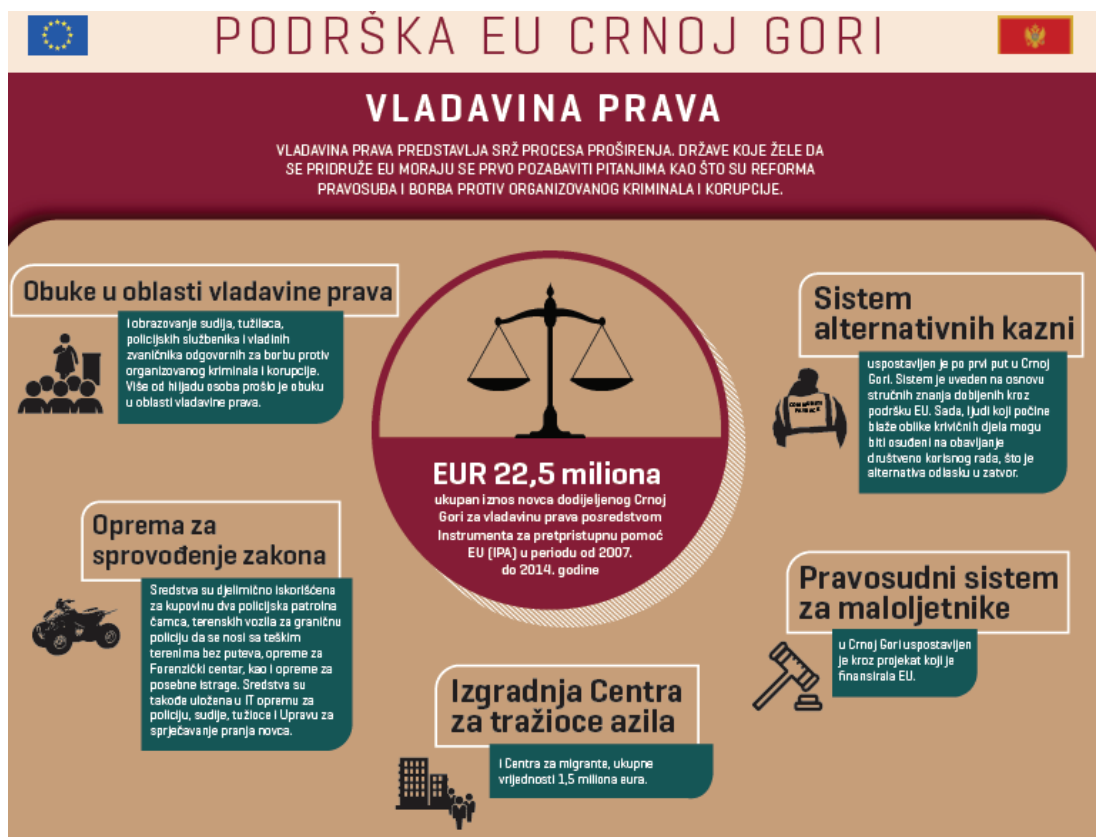 PODRŠKA EU CRNOJ GORI
VLADAVINA PRAVA
VLADAVINA PRAVA PREDSTAVLJA SRŽ PROCESA PROŠIRENJA. DRŽAVE KOJE ŽELE DA
SE PRIDRUŽE EU MORAJU SE PRVO POZABAVITI PITANJIMA KAO ŠTO SU REFORMA
PRAVOSUĐA I BORBA PROTIV ORGANIZOVANOG KRIMINALA I KORUPCIJE.
Obuke u oblasti vladavine prava
I obrazovanje sudija, tužilaca,
policijskih službenika i vladinih
zvaničnika odgovornih za borbu protiv
organizovanog kriminala i korupcije.
Više od hiljadu osoba prošlo je obuku
u oblasti vladavine prava.
Oprema za
sprovođenje zakona
Sredstva su djelimično iskorišćena
za kupovinu dva policijska patrolna
čamca, terenskih vozila za graničnu
policiju da se nosi sa teškim
terenima bez puteva, opreme za
Forenzički centar, kao i opreme za
posebne istrage. Sredstva su
takođe uložena u IT opremu za
policiju, sudije, tužioce i Upravu za
sprječavanje pranja novca.
EUR 22,5 miliona
ukupan iznos novca dodijeljenog Crnoj
Gori za vladavinu prava posredstvom
Instrumenta za pretpristupnu pomoć
EU (IPA) u periodu od 2007.
do 2014. godine
Izgradnja Centra
za tražioce azila
i Centra za migrante, ukupne
vrijednosti 1,5 miliona eura.
Sistem
alternativnih kazni
uspostavljen je po prvi put u Crnoj
Gori. Sistem je uveden na osnovu
stručnih znanja dobijenih kroz
podršku EU. Sada, ljudi koji počine
blaže oblike krivičnih djela mogu
biti osuđeni na obavljanje
društveno korisnog rada, što je
alternativa odlasku u zatvor.
COMMUNITY
PAYBACK
Pravosudni sistem
za maloljetnike
u Crnoj Gori uspostavljen
je kroz projekat koji je
finansirala EU.